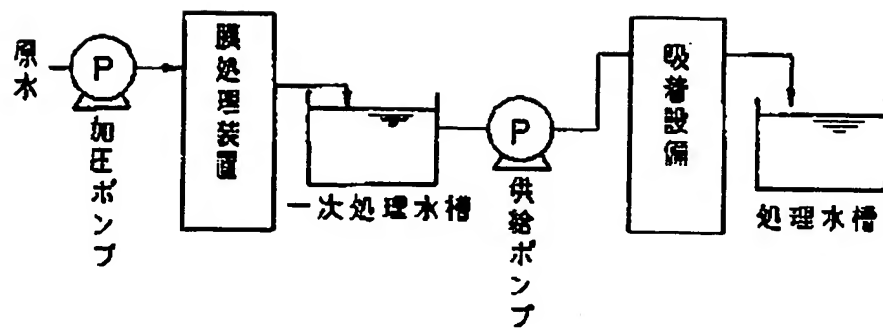 原水
P
加圧ポンプ
膜処理装置
一次処理水槽
P
供給ポンプ
吸着設備
処理水槽